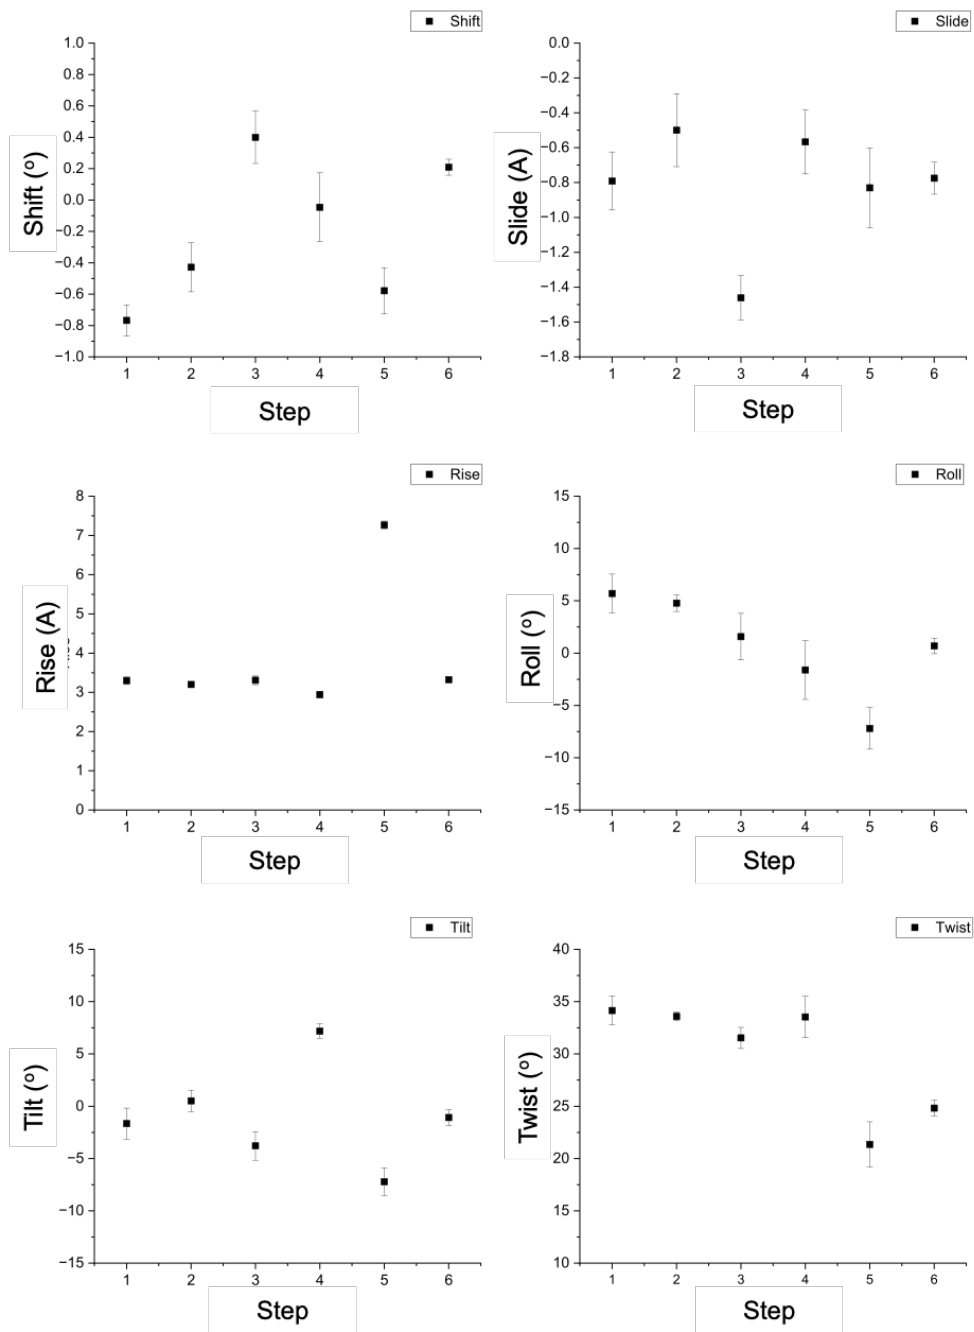 Shift
Shift (º)
1.0
0.8
0.6
0.4
0.2
0.0
−0.2
−0.4
−0.6
−0.8
−1.0
1 2 3 4 5 6
Step
Slide
Slide (A)
0.0
−0.2
−0.4
−0.6
−0.8
−1.0
−1.2
−1.4
−1.6
−1.8
1 2 3 4 5 6
Step
Rise
Rise (A)
8
7
6
5
4
3
2
1
0
1 2 3 4 5 6
Step
Roll
Roll (º)
15
10
5
0
−5
−10
−15
1 2 3 4 5 6
Step
Tilt
Tilt (º)
15
10
5
0
−5
−10
−15
1 2 3 4 5 6
Step
Twist
Twist (º)
40
35
30
25
20
15
10
1 2 3 4 5 6
Step